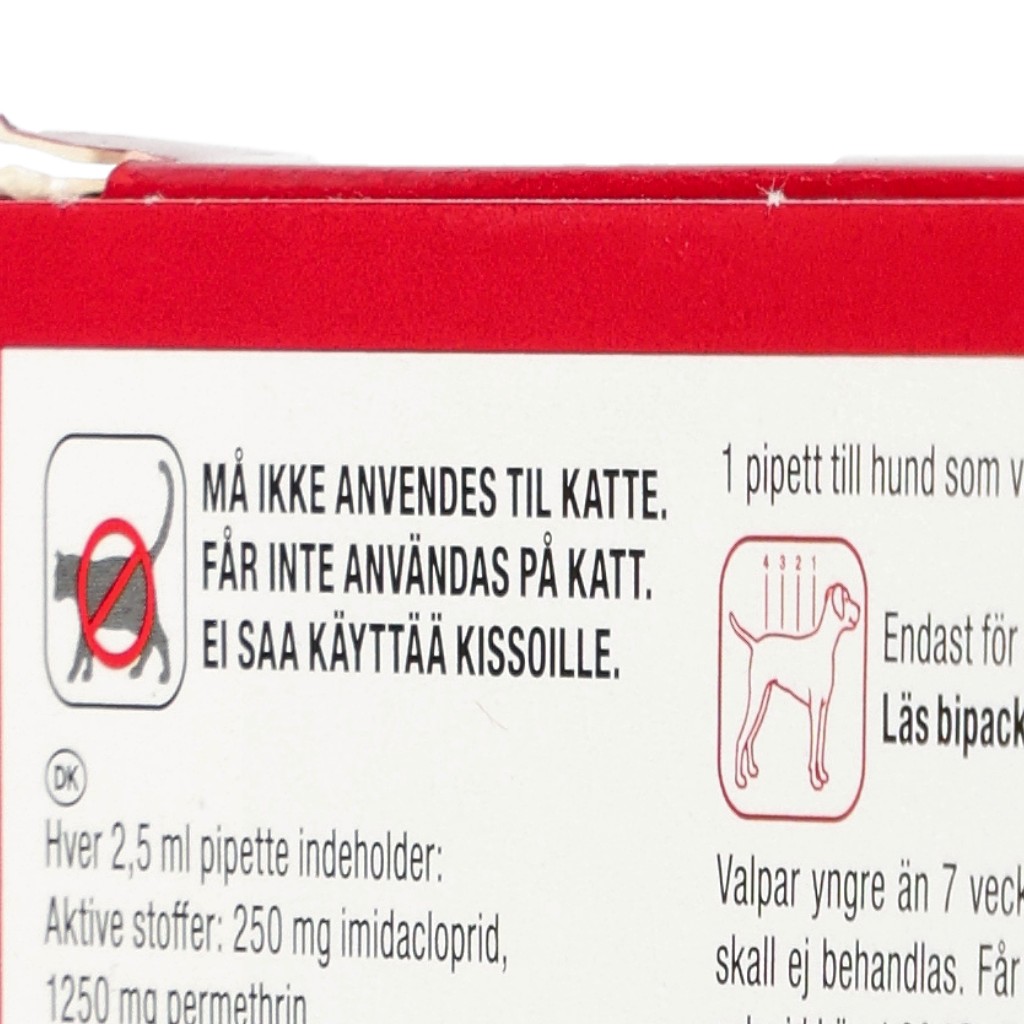 MÅ IKKE ANVENDES TIL KATTE.
FÅR INTE ANVÄNDAS PÅ KATT.
EI SAA KÄYTTÄÄ KISSOILLE.
DK
Hver 2,5 ml pipette indeholder:
Aktive stoffer: 250 mg imidacloprid,
1250 mg permethrin
1 pipett till hund som v
4 3 2 1
Endast för
Läs bipack
Valpar yngre än 7 veck
skall ej behandlas. Får